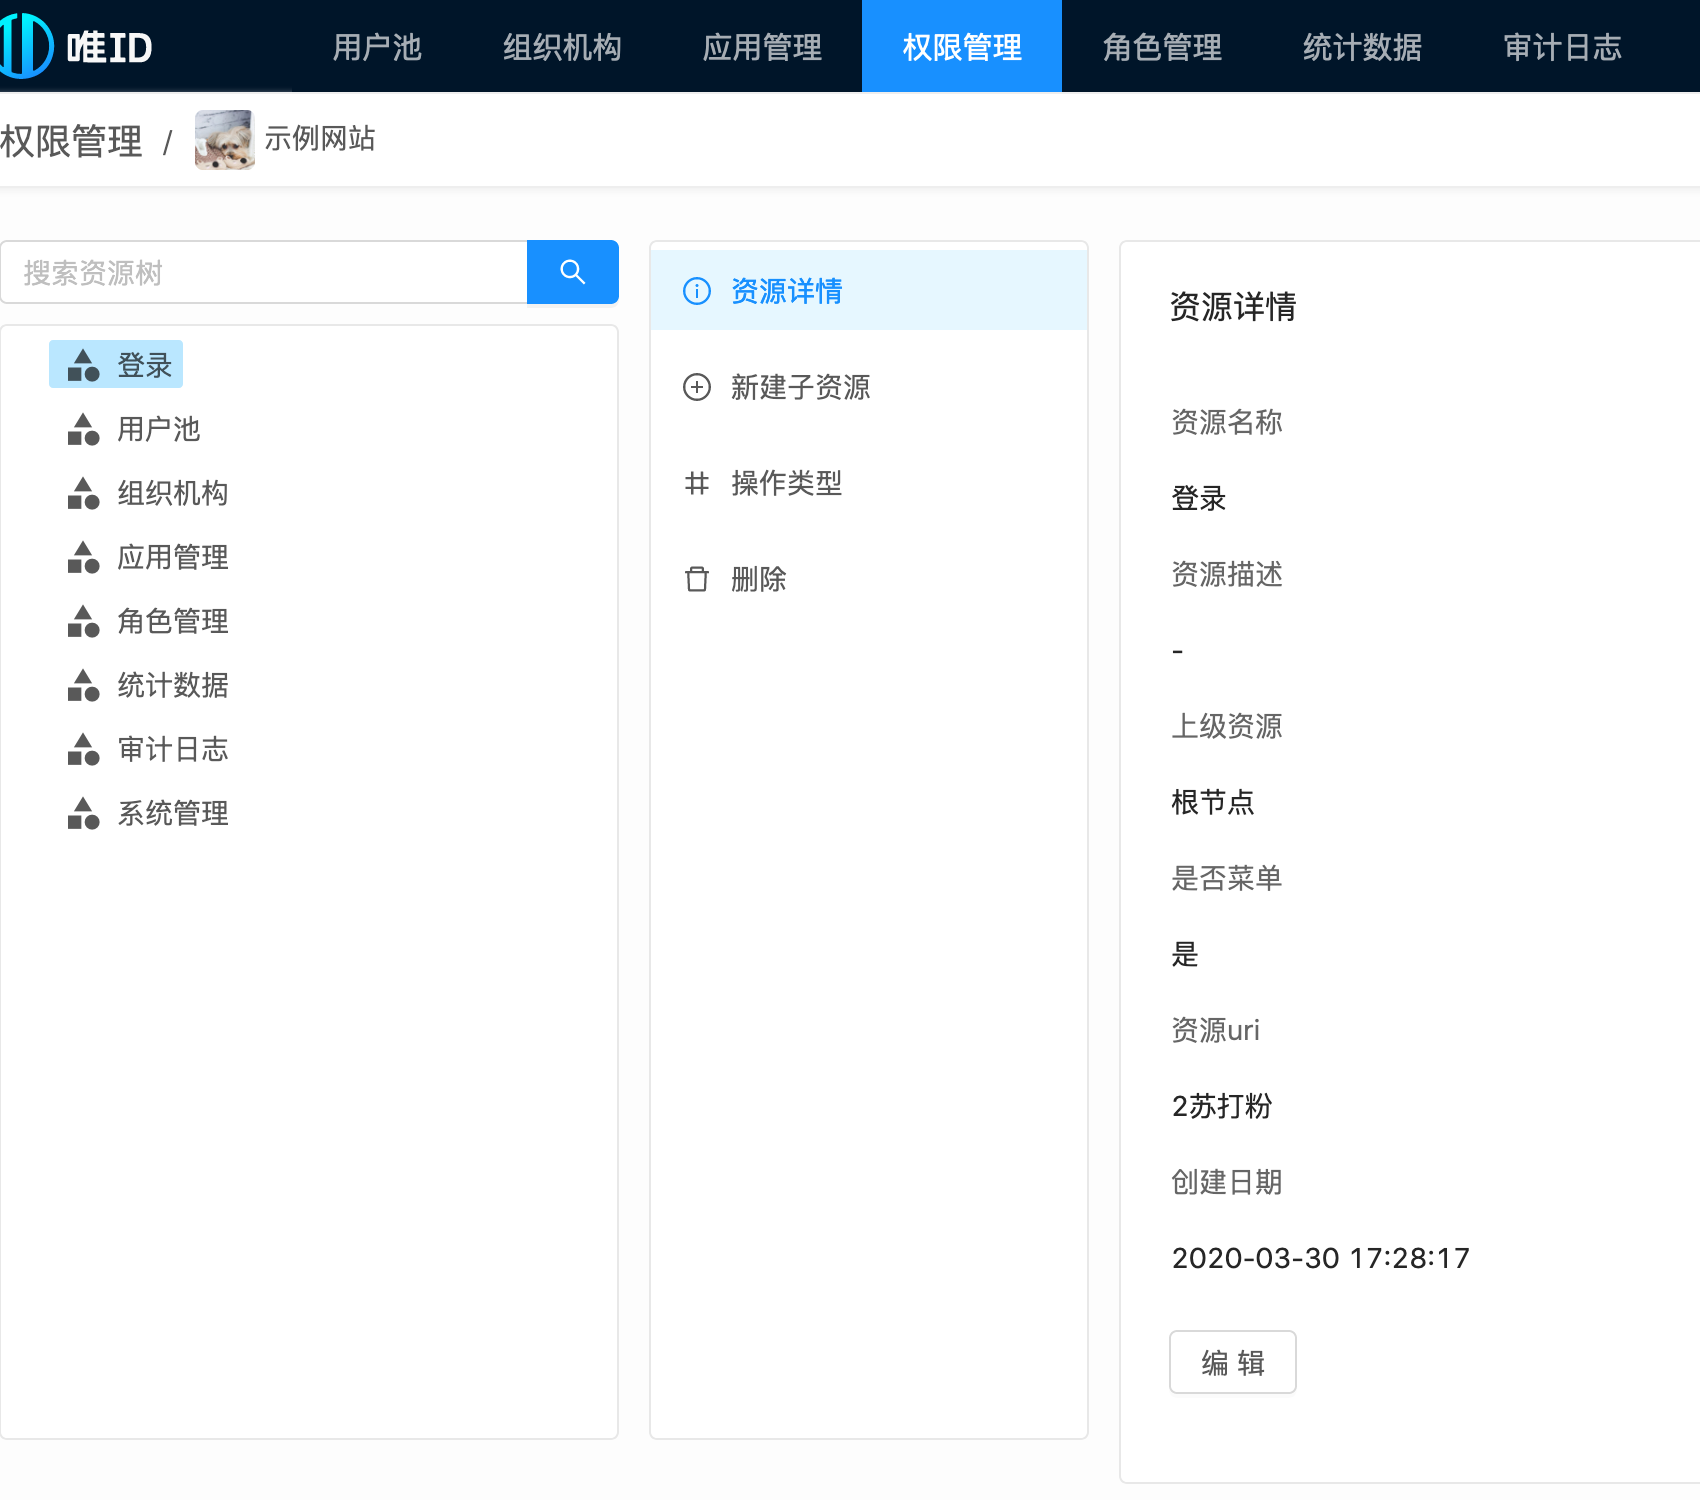 唯ID
用户池 组织机构 应用管理 权限管理 角色管理 统计数据 审计日志
权限管理 / 示例网站
搜索资源树
登录
用户池
组织机构
应用管理
角色管理
统计数据
审计日志
系统管理
资源详情
新建子资源
操作类型
删除
资源详情
资源名称
登录
资源描述
-
上级资源
根节点
是否菜单
是
资源uri
2苏打粉
创建日期
2020-03-30 17:28:17
编 辑